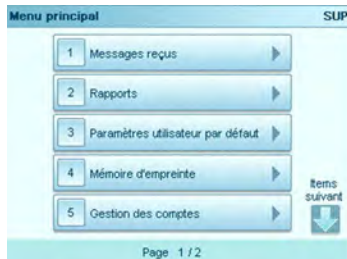 Menu principal SUP
1 Messages reçus
2 Rapports
3 Paramètres utilisateur par défaut
4 Mémoire d'empreinte
5 Gestion des comptes
Items
suivant
Page 1 / 2